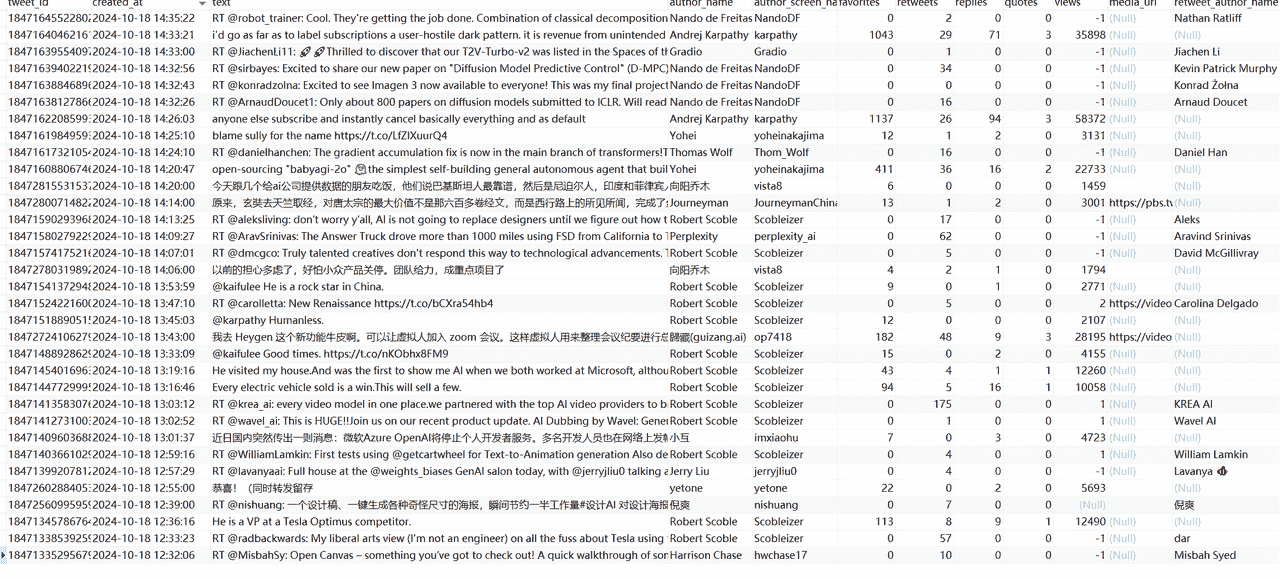 tweet_id created_at text author_name author_screen_name favorites retweets replies quotes views media_url retweet_author_name
2024-10-18 14:35:22 RT @robot_trainer: Cool. They're getting the job done. Combination of classical decomposition Nando de Freitas NandoDF 0 2 0 0 -1 (Null) Nathan Ratliff
2024-10-18 14:33:21 i'd go as far as to label subscriptions a user-hostile dark pattern. it is revenue from unintended Andrej Karpathy karpathy 1043 29 71 3 35898 (Null) (Null)
2024-10-18 14:33:00 RT @JiachenLi11: 🚀🚀Thrilled to discover that our T2V-Turbo-v2 was listed in the Spaces of th Gradio Gradio 0 1 0 0 -1 (Null) Jiachen Li
2024-10-18 14:32:56 RT @sirbayes: Excited to share our new paper on "Diffusion Model Predictive Control" (D-MPC) Nando de Freitas NandoDF 0 34 0 0 -1 (Null) Kevin Patrick Murphy
2024-10-18 14:32:43 RT @konradzolna: Excited to see Imagen 3 now available to everyone! This was my final project Nando de Freitas NandoDF 0 1 0 0 -1 (Null) Konrad Żołna
2024-10-18 14:32:26 RT @ArnaudDoucet1: Only about 800 papers on diffusion models submitted to ICLR. Will read Nando de Freitas NandoDF 0 16 0 0 -1 (Null) Arnaud Doucet
2024-10-18 14:26:03 anyone else subscribe and instantly cancel basically everything and as default Andrej Karpathy karpathy 1137 26 94 3 58372 (Null) (Null)
2024-10-18 14:25:10 blame sully for the name https://t.co/LfZIXuurQ4 Yohei yoheinakajima 12 1 2 0 3131 (Null) (Null)
2024-10-18 14:24:10 RT @danielhanchen: The gradient accumulation fix is now in the main branch of transformers!T Thomas Wolf Thom_Wolf 0 16 0 0 -1 (Null) Daniel Han
2024-10-18 14:20:47 open-sourcing "babyagi-2o" the simplest self-building general autonomous agent that buil Yohei yoheinakajima 411 36 16 2 22733 (Null) (Null)
2024-10-18 14:20:00 今天跟几个给ai公司提供数据的朋友吃饭，他们说巴基斯坦人最靠谱，然后是尼泊尔人，印度和菲律宾 向阳乔木 vista8 6 0 0 0 1459 (Null)
2024-10-18 14:14:00 原来，玄奘去天竺取经，对唐太宗的最大价值不是那六百多卷经文，而是西行路上的所见所闻，完成了 Journeyman JourneymanChina 13 1 2 0 3001 https://pbs.tw (Null)
2024-10-18 14:13:25 RT @aleksliving: don't worry y'all, AI is not going to replace designers until we figure out how t Robert Scoble Scobleizer 0 17 0 0 -1 (Null) Aleks
2024-10-18 14:09:27 RT @AravSrinivas: The Answer Truck drove more than 1000 miles using FSD from California to Perplexity perplexity_ai 0 62 0 0 -1 (Null) Aravind Srinivas
2024-10-18 14:07:01 RT @dmcgco: Truly talented creatives don't respond this way to technological advancements. Robert Scoble Scobleizer 0 5 0 0 -1 (Null) David McGillivray
2024-10-18 14:06:00 以前的担心多虑了，好怕小众产品关停。团队给力，成重点项目了 向阳乔木 vista8 4 2 1 0 1794 (Null)
2024-10-18 13:53:59 @kaifulee He is a rock star in China. Robert Scoble Scobleizer 9 0 1 0 2771 (Null) (Null)
2024-10-18 13:47:10 RT @carolletta: New Renaissance https://t.co/bCXra54hb4 Robert Scoble Scobleizer 0 5 0 0 2 https://video Carolina Delgado
2024-10-18 13:45:03 @karpathy Humanless. Robert Scoble Scobleizer 12 0 0 0 2107 (Null) (Null)
2024-10-18 13:43:00 我去 Heygen 这个新功能牛皮啊。可以让虚拟人加入 zoom 会议。这样虚拟人用来整理会议纪要进行总 歸藏(guizang.ai) op7418 182 48 9 3 28195 https://video (Null)
2024-10-18 13:33:09 @kaifulee Good times. https://t.co/nKObhx8FM9 Robert Scoble Scobleizer 15 0 2 0 4155 (Null) (Null)
2024-10-18 13:19:16 He visited my house.And was the first to show me AI when we both worked at Microsoft, althou Robert Scoble Scobleizer 43 4 1 1 12260 (Null) (Null)
2024-10-18 13:16:46 Every electric vehicle sold is a win.This will sell a few. Robert Scoble Scobleizer 94 5 16 1 10058 (Null) (Null)
2024-10-18 13:03:12 RT @krea_ai: every video model in one place.we partnered with the top AI video providers to b Robert Scoble Scobleizer 0 175 0 0 1 (Null) KREA AI
2024-10-18 13:02:52 RT @wavel_ai: This is HUGE!!Join us on our recent product update. AI Dubbing by Wavel: Gener Robert Scoble Scobleizer 0 1 0 0 1 (Null) Wavel AI
2024-10-18 13:01:37 近日国内突然传出一则消息：微软Azure OpenAI将停止个人开发者服务。多名开发人员也在网络上发 小互 imxiaohu 7 0 3 0 4723 (Null) (Null)
2024-10-18 12:59:16 RT @WilliamLamkin: First tests using @getcartwheel for Text-to-Animation generation Also de Robert Scoble Scobleizer 0 4 0 0 1 (Null) William Lamkin
2024-10-18 12:57:29 RT @lavanyaai: Full house at the @weights_biases GenAI salon today, with @jerryjliu0 talking a Jerry Liu jerryjliu0 0 4 0 0 -1 (Null) Lavanya
2024-10-18 12:55:00 恭喜！（同时转发留存 yetone yetone 22 0 2 0 5693 (Null)
2024-10-18 12:39:00 RT @nishuang: 一个设计稿、一键生成各种奇怪尺寸的海报，瞬间节约一半工作量#设计AI 对设计海报 倪爽 nishuang 0 7 0 0 (Null) 倪爽
2024-10-18 12:36:16 He is a VP at a Tesla Optimus competitor. Robert Scoble Scobleizer 113 8 9 1 12490 (Null) (Null)
2024-10-18 12:33:23 RT @radbackwards: My liberal arts view (I'm not an engineer) on all the fuss about Tesla using Robert Scoble Scobleizer 0 57 0 0 -1 (Null) dar
2024-10-18 12:32:06 RT @MisbahSy: Open Canvas – something you've got to check out! A quick walkthrough of sor Harrison Chase hwchase17 0 10 0 0 -1 (Null) Misbah Syed